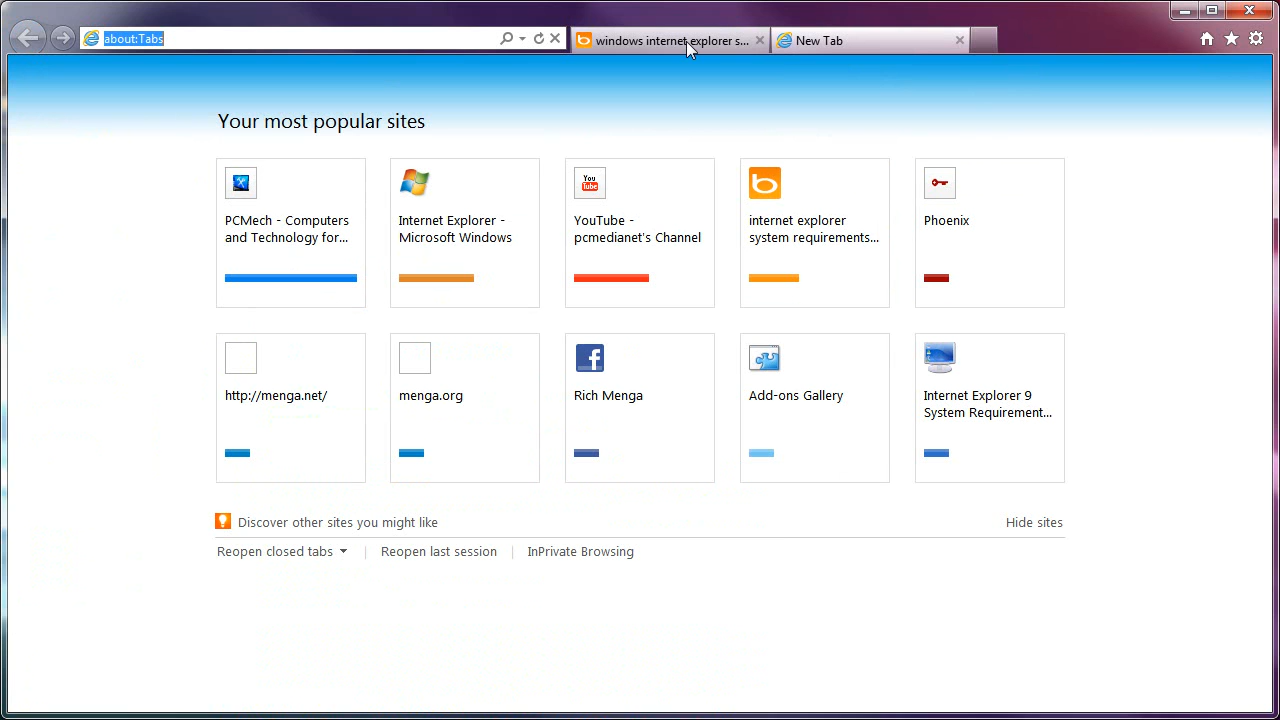 about:Tabs
windows internet explorer s...
New Tab
Your most popular sites
PCMech - Computers
and Technology for...
Internet Explorer -
Microsoft Windows
You
Tube
YouTube -
pcmedianet's Channel
internet explorer
system requirements...
Phoenix
http://menga.net/
menga.org
Rich Menga
Add-ons Gallery
Internet Explorer 9
System Requirement...
Discover other sites you might like
Hide sites
Reopen closed tabs
Reopen last session
InPrivate Browsing